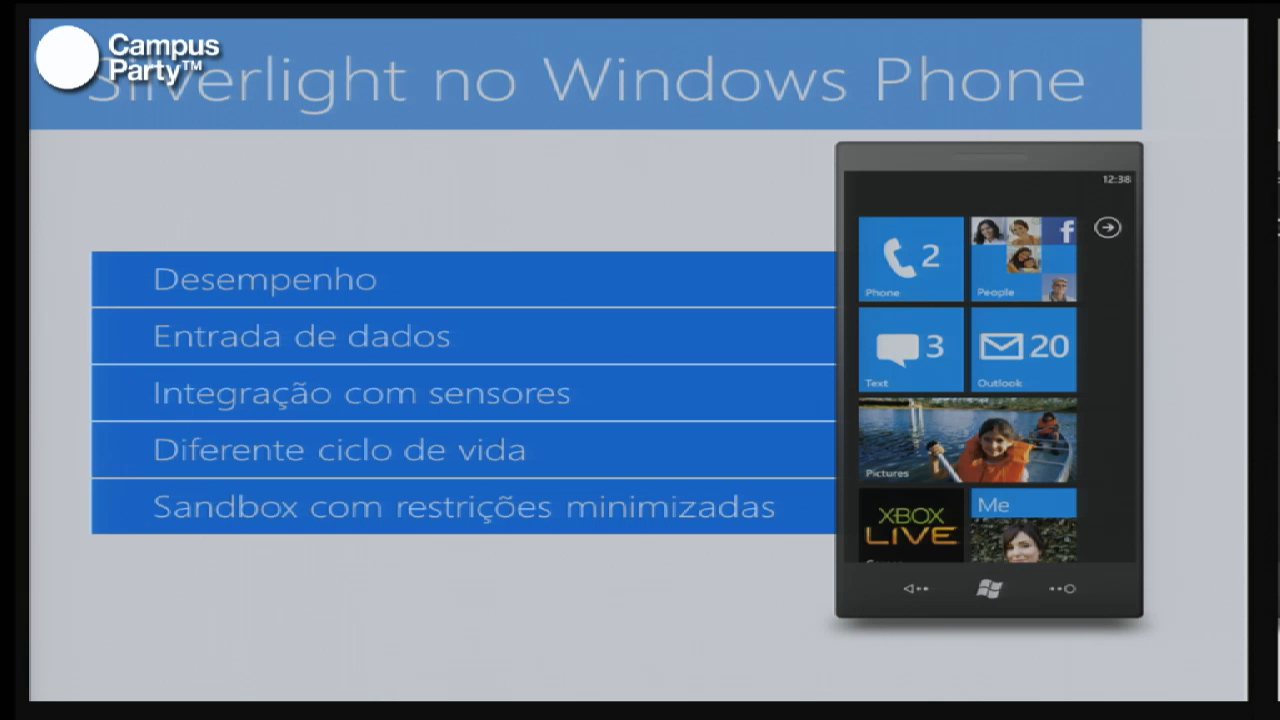 Campus
Party™
Silverlight no Windows Phone
Desempenho
Entrada de dados
Integração com sensores
Diferente ciclo de vida
Sandbox com restrições minimizadas
12:38
2
Phone
f
People
3
Text
20
Outlook
Pictures
XBOX
LIVE
Me